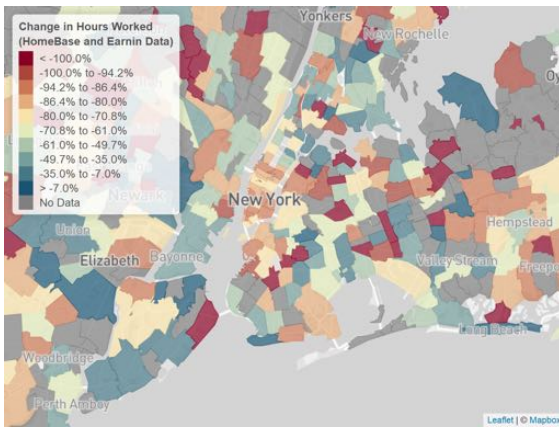 Change in Hours Worked
(HomeBase and Earnin Data)
< -100.0%
-100.0% to -94.2%
-94.2% to -86.4%
-86.4% to -80.0%
-80.0% to -70.8%
-70.8% to -61.0%
-61.0% to -49.7%
-49.7% to -35.0%
-35.0% to -7.0%
> -7.0%
No Data
Yonkers
New Rochelle
Oy
Newark
New York
Union
Hempstead
Elizabeth
Bayonne
Valley Stream
Freepo
Long Beach
Woodbridge
Perth Amboy
Leaflet | © Mapbox